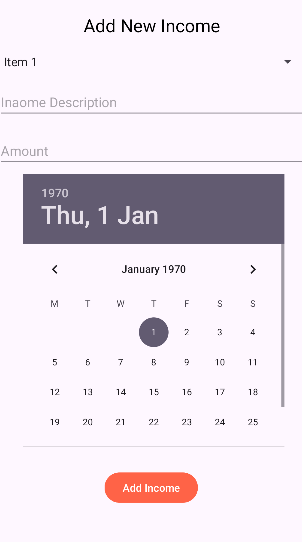 Add New Income
Item 1
Inaome Description
Amount
1970
Thu, 1 Jan
January 1970
M T W T F S S
1 2 3 4
5 6 7 8 9 10 11
12 13 14 15 16 17 18
19 20 21 22 23 24 25
Add Income